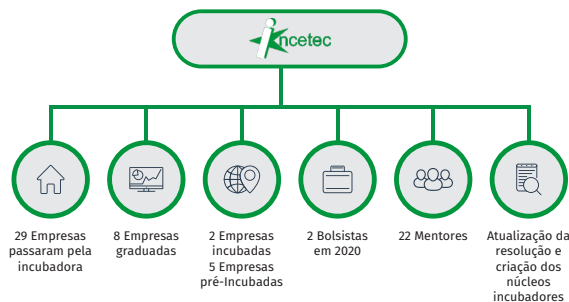 incetec
29 Empresas
passaram pela
incubadora
8 Empresas
graduadas
2 Empresas
incubadas
5 Empresas
pré-Incubadas
2 Bolsistas
em 2020
22 Mentores
Atualização da
resolução e
criação dos
núcleos
incubadores